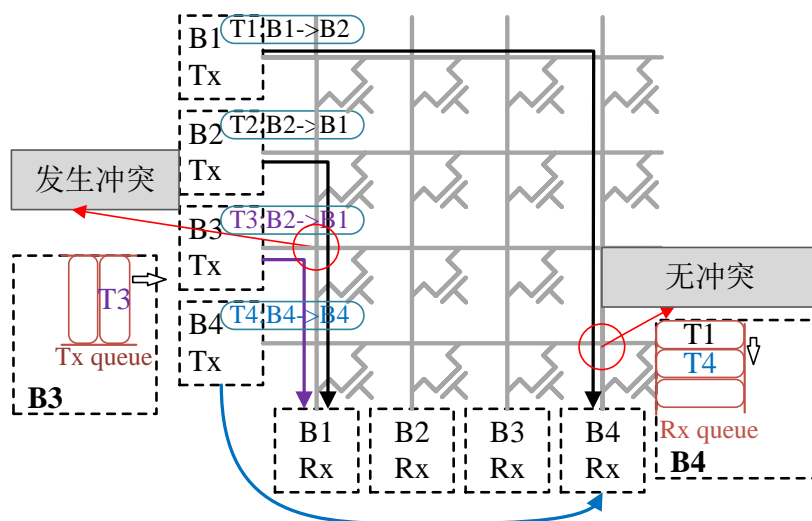 B1
Tx
T1:B1->B2
B2
Tx
T2:B2->B1
发生冲突
B3
Tx
T3:B2->B1
T3
Tx queue
B3
B4
Tx
T4:B4->B4
无冲突
T1
T4
Rx queue
B4
B1
Rx
B2
Rx
B3
Rx
B4
Rx